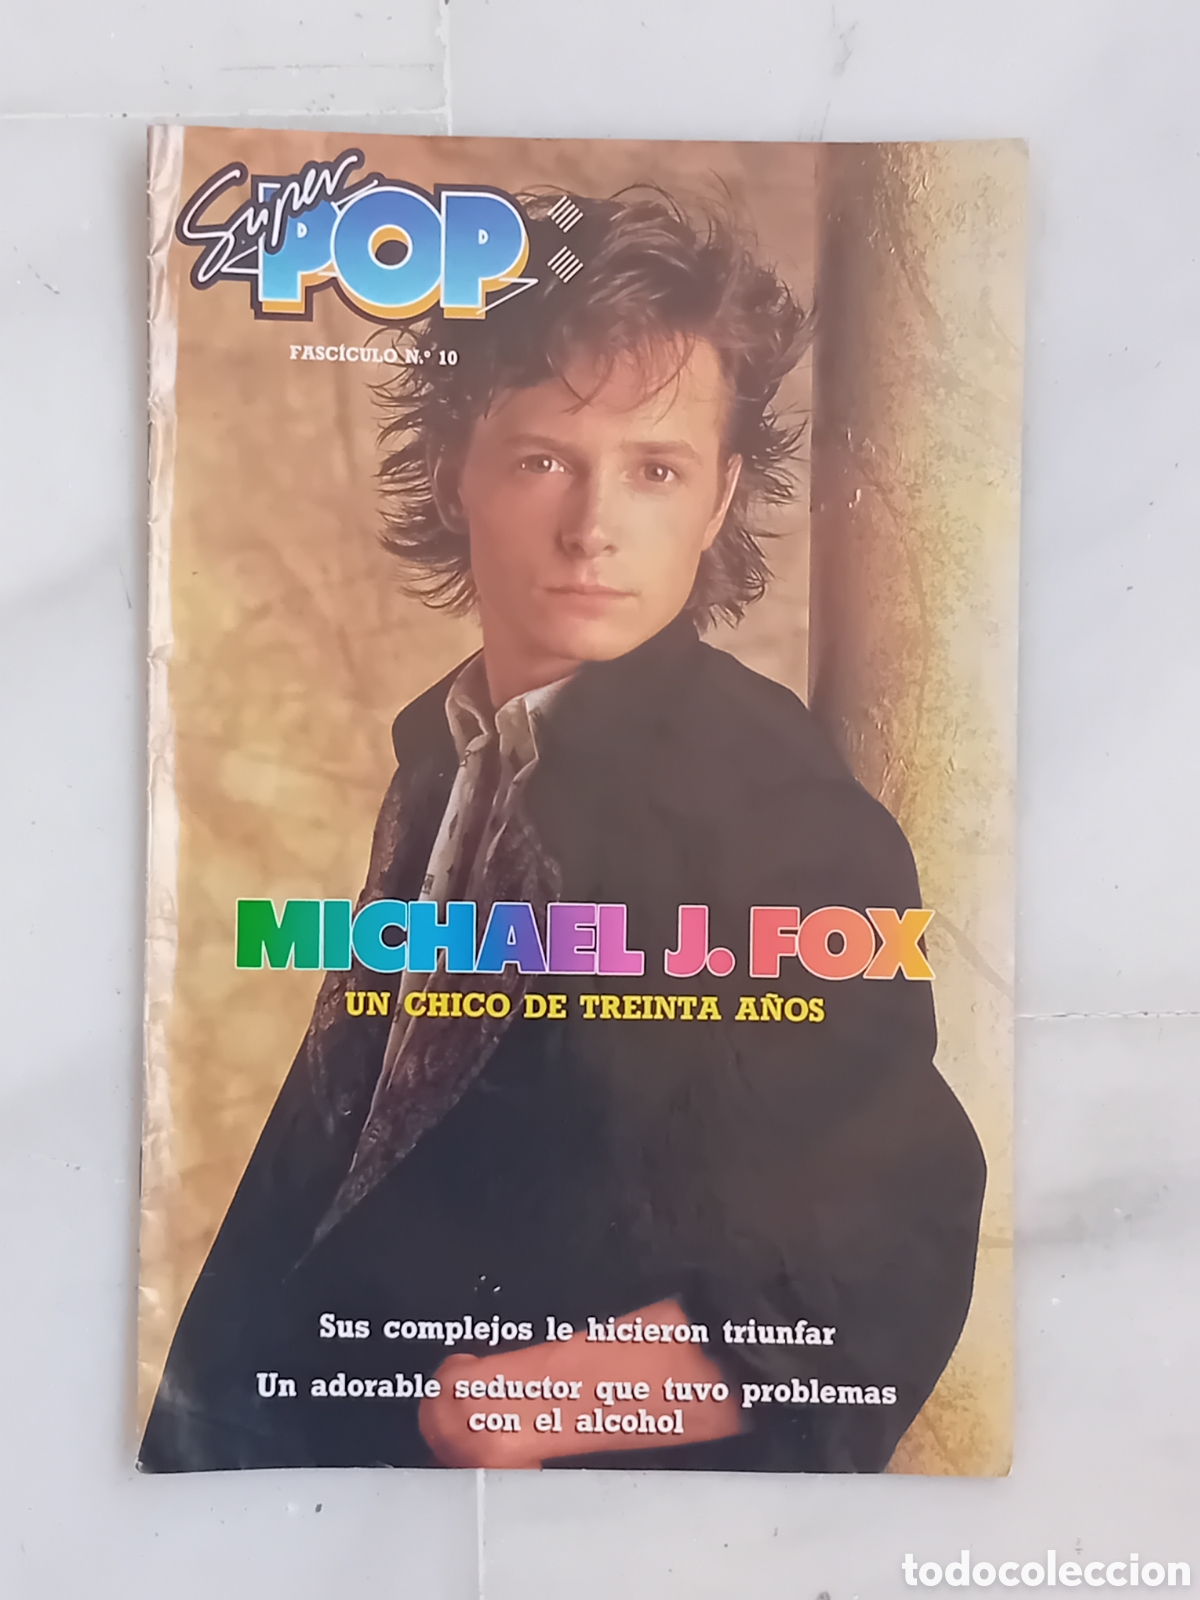 Super
POP
FASCÍCULO N.º 10
MICHAEL J. FOX
UN CHICO DE TREINTA AÑOS
Sus complejos le hicieron triunfar
Un adorable seductor que tuvo problemas
con el alcohol
todocoleccion